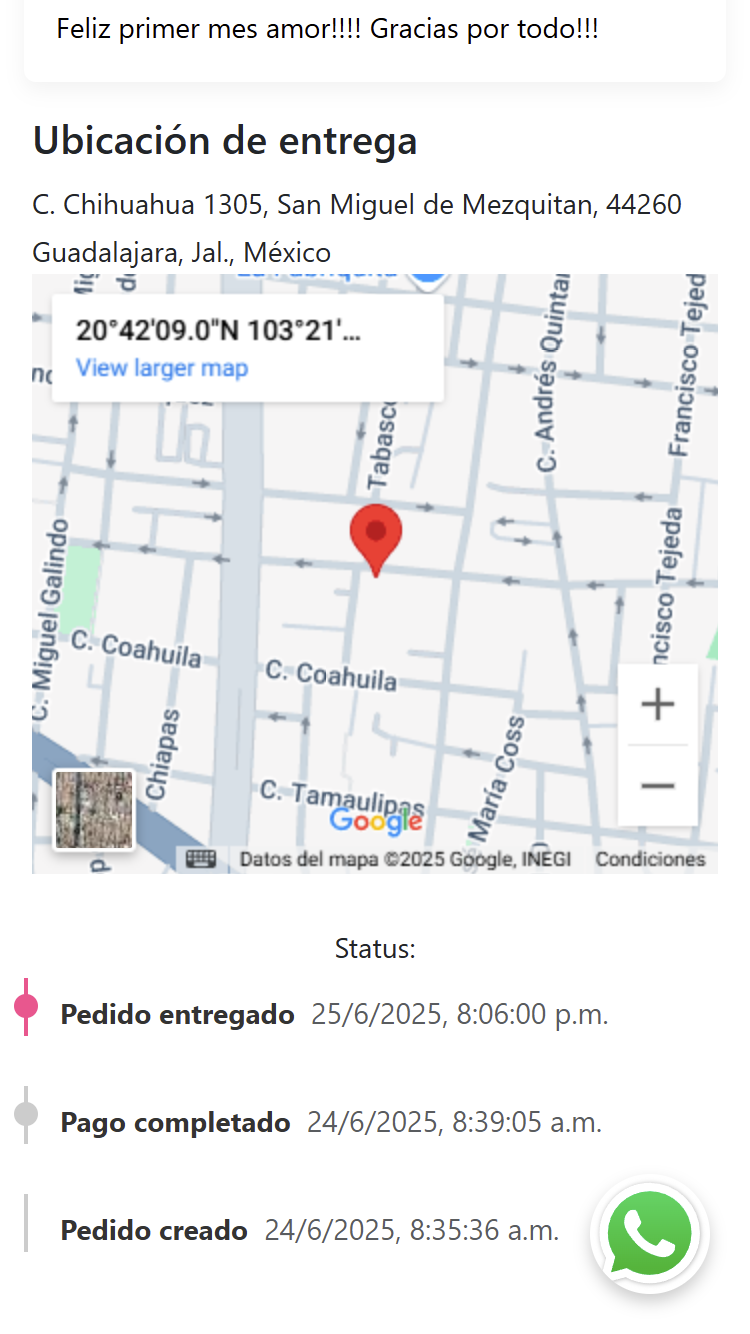 Feliz primer mes amor!!!! Gracias por todo!!!
Ubicación de entrega
C. Chihuahua 1305, San Miguel de Mezquitan, 44260
Guadalajara, Jal., México
20°42'09.0"N 103°21'...
View larger map
Tabasco
C. Andrés Quintar
Francisco Tejed
C. Miguel Galindo
ncisco Tejeda
C. Coahuila
C. Coahuila
Chiapas
C. Tamaulipas
María Coss
Google
Datos del mapa ©2025 Google, INEGI
Condiciones
Status:
Pedido entregado 25/6/2025, 8:06:00 p.m.
Pago completado 24/6/2025, 8:39:05 a.m.
Pedido creado 24/6/2025, 8:35:36 a.m.